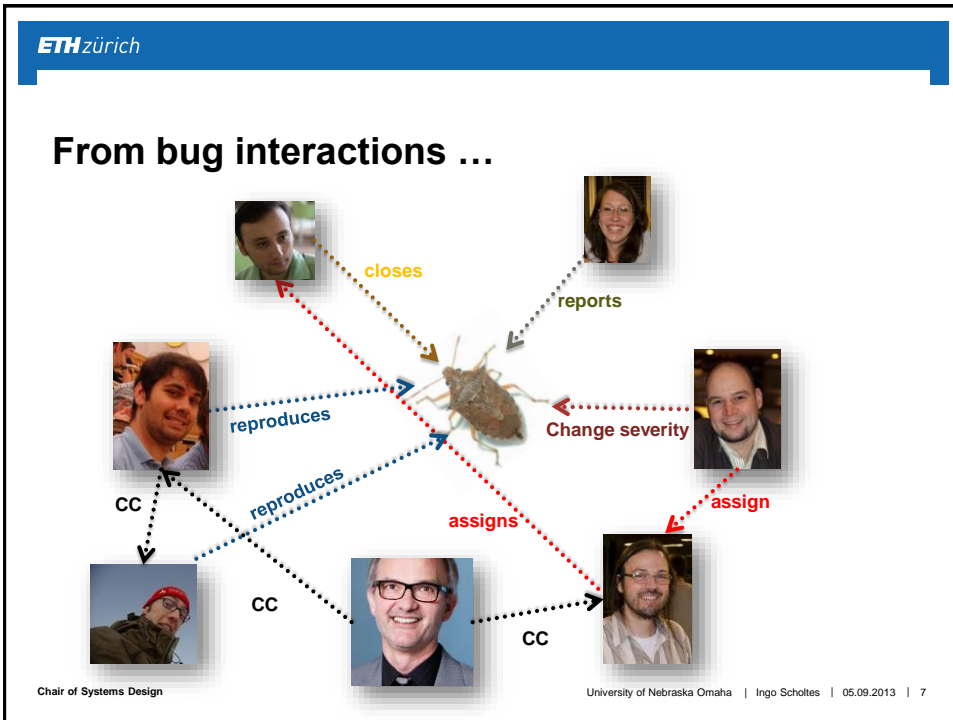 ETH zürich
From bug interactions …
closes
reports
reproduces
Change severity
reproduces
CC
assigns
assign
CC
CC
Chair of Systems Design
University of Nebraska Omaha | Ingo Scholtes | 05.09.2013 | 7